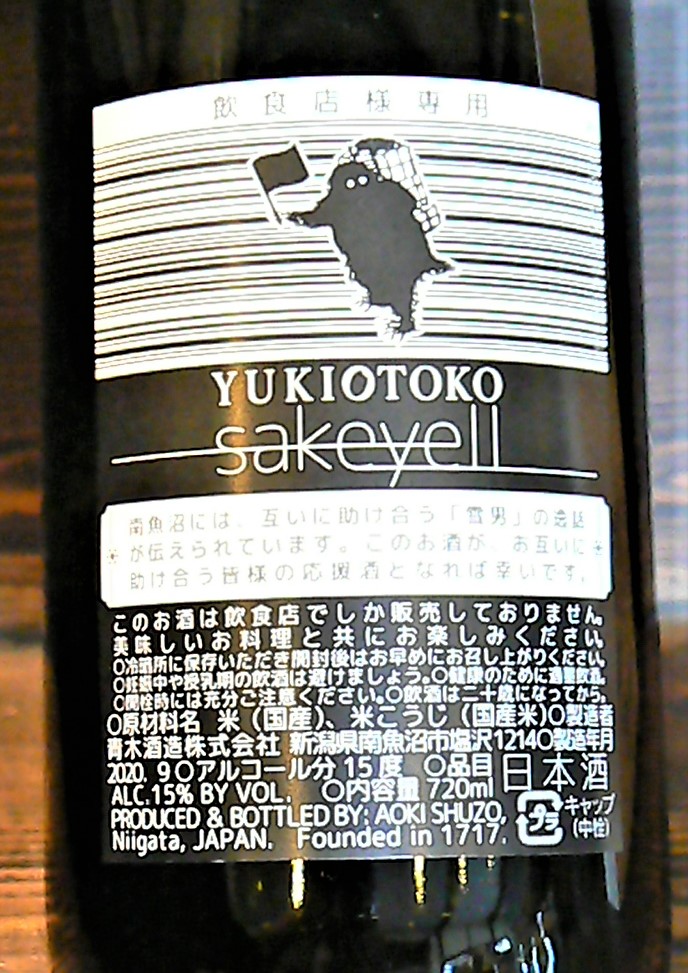 飲食店様専用
YUKIOTOKO
sakeyell
南魚沼には、互いに助け合う「雪男」の逸話
が伝えられています。このお酒が、お互いに
助け合う皆様の応援酒となれば幸いです。
このお酒は飲食店でしか販売しておりません。
美味しいお料理と共にお楽しみください。
○冷暗所に保存いただき開封後はお早めにお召し上がりください。
○妊娠中や授乳期の飲酒は避けましょう。○健康のために適量飲酒。
○開栓時には充分ご注意ください。○飲酒は二十歳になってから。
○原材料名 米(国産)、米こうじ(国産米)○製造者
青木酒造株式会社 新潟県南魚沼市塩沢1214○製造年月
2020. 9○アルコール分 15度 ○品目 日本酒
ALC.15% BY VOL. ○内容量 720ml
PRODUCED & BOTTLED BY: AOKI SHUZO,
Niigata, JAPAN. Founded in 1717.
プラ
キャップ
(中栓)